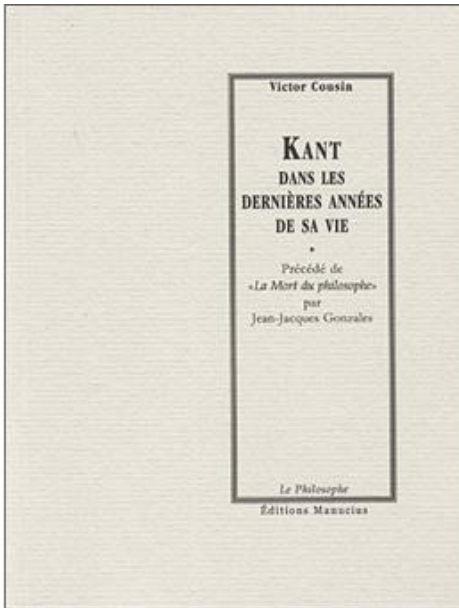 Victor Cousin
KANT
DANS LES
DERNIÈRES ANNÉES
DE SA VIE
•
Précédé de
«La Mort du philosophe»
par
Jean-Jacques Gonzales
Le Philosophe
Éditions Manucius